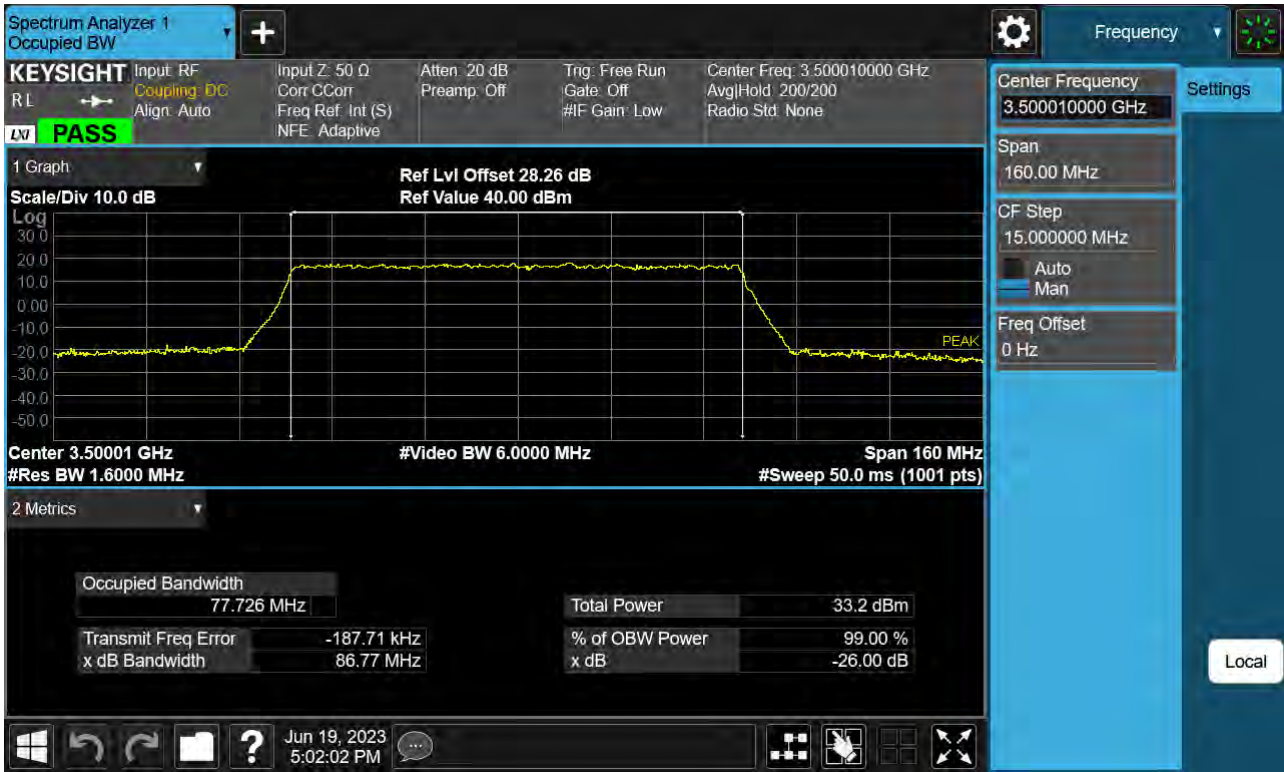 Spectrum Analyzer 1
Occupied BW
+
Frequency
KEYSIGHT
RL
LXI PASS
Input: RF
Coupling: DC
Align: Auto
Input Z: 50 Ω
Corr CCorr
Freq Ref: Int (S)
NFE: Adaptive
Atten: 20 dB
Preamp: Off
Trig: Free Run
Gate: Off
#IF Gain: Low
Center Freq: 3.500010000 GHz
Avg|Hold: 200/200
Radio Std: None
Center Frequency
3.500010000 GHz
Settings
Span
160.00 MHz
CF Step
15.000000 MHz
Auto
Man
Freq Offset
0 Hz
Local
1 Graph
Scale/Div 10.0 dB
Ref Lvl Offset 28.26 dB
Ref Value 40.00 dBm
Log
30.0
20.0
10.0
0.00
-10.0
-20.0
-30.0
-40.0
-50.0
PEAK
Center 3.50001 GHz
#Video BW 6.0000 MHz
Span 160 MHz
#Res BW 1.6000 MHz
#Sweep 50.0 ms (1001 pts)
2 Metrics
Occupied Bandwidth
77.726 MHz
Total Power 33.2 dBm
Transmit Freq Error -187.71 kHz
% of OBW Power 99.00 %
x dB Bandwidth 86.77 MHz
x dB -26.00 dB
?
Jun 19, 2023
5:02:02 PM